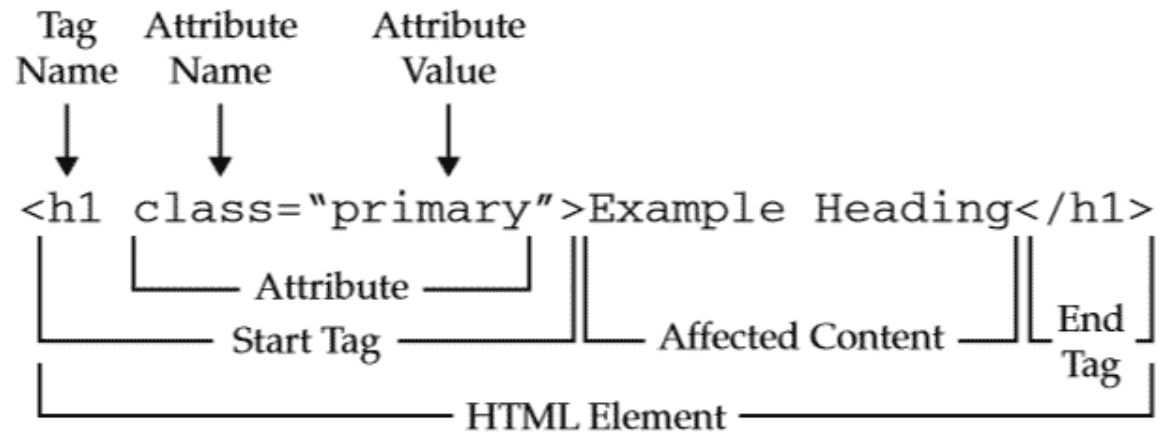 Tag Attribute Attribute
Name Name Value
<h1 class=“primary”>Example Heading</h1>
Attribute
Start Tag
Affected Content
End
Tag
HTML Element